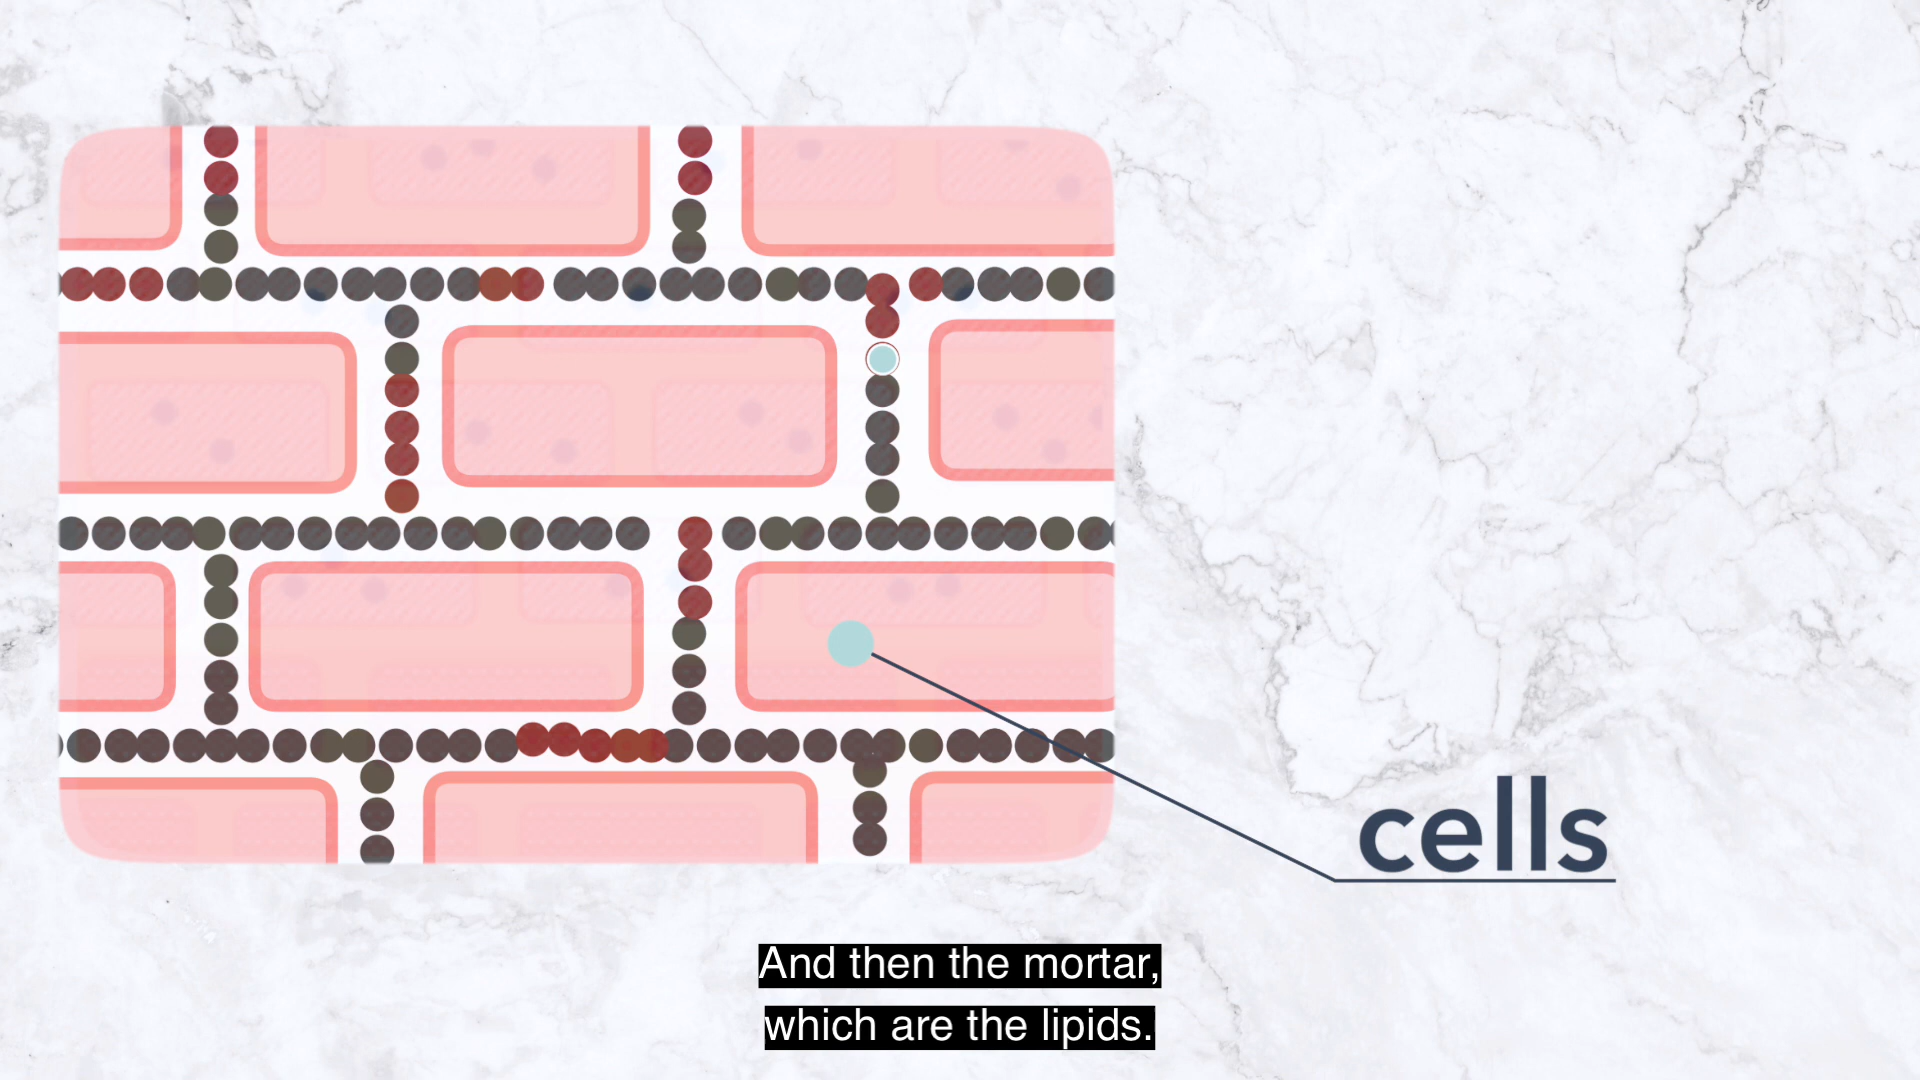 cells
And then the mortar,
which are the lipids.